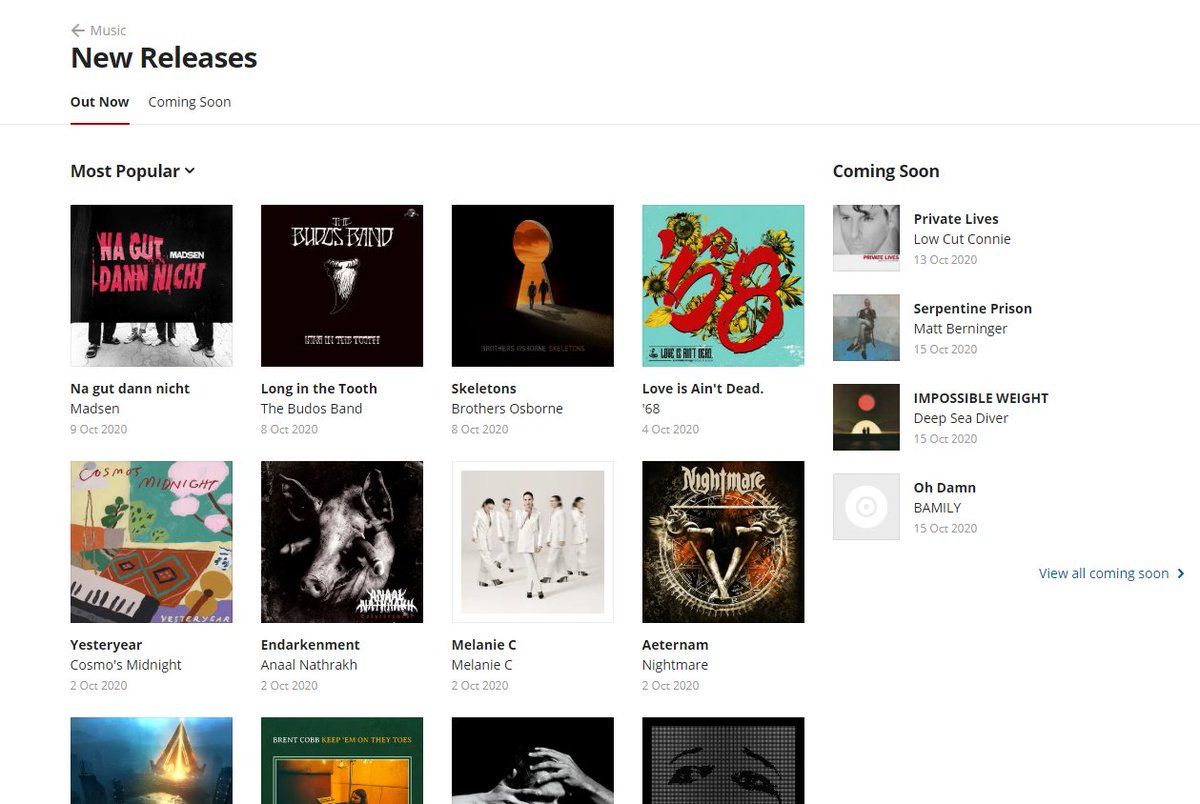 Music
New Releases
Out Now
Coming Soon
Most Popular
NA GUT
MADSEN
DANN NICHT
THE
BUDOS BAND
LONG IN THE TOOTH
BROTHERS OSBORNE SKELETONS
'68
LOVE IS AIN'T DEAD.
Na gut dann nicht
Madsen
9 Oct 2020
Long in the Tooth
The Budos Band
8 Oct 2020
Skeletons
Brothers Osborne
8 Oct 2020
Love is Ain't Dead.
'68
4 Oct 2020
COSMO'S
MIDNIGHT
YESTERYEAR
ANAAL
NATHRAKH
Nightmare
Yesteryear
Cosmo's Midnight
2 Oct 2020
Endarkenment
Anaal Nathrakh
2 Oct 2020
Melanie C
Melanie C
2 Oct 2020
Aeternam
Nightmare
2 Oct 2020
BRENT COBB KEEP 'EM ON THEY TOES
Coming Soon
PRIVATE LIVES
Private Lives
Low Cut Connie
13 Oct 2020
Serpentine Prison
Matt Berninger
15 Oct 2020
IMPOSSIBLE WEIGHT
Deep Sea Diver
15 Oct 2020
Oh Damn
BAMILY
15 Oct 2020
View all coming soon